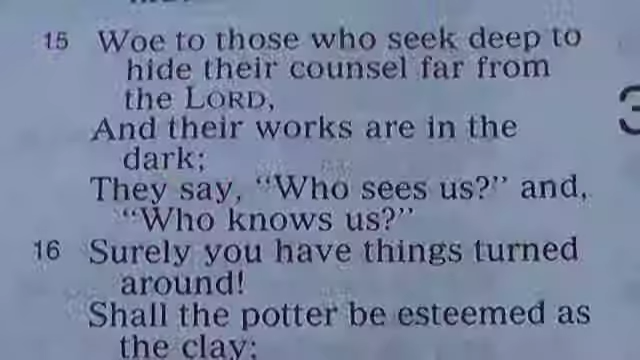 15 Woe to those who seek deep to
hide their counsel far from
the LORD,
And their works are in the
dark;
They say, “Who sees us?” and,
“Who knows us?”
16 Surely you have things turned
around!
Shall the potter be esteemed as
the clay;
3